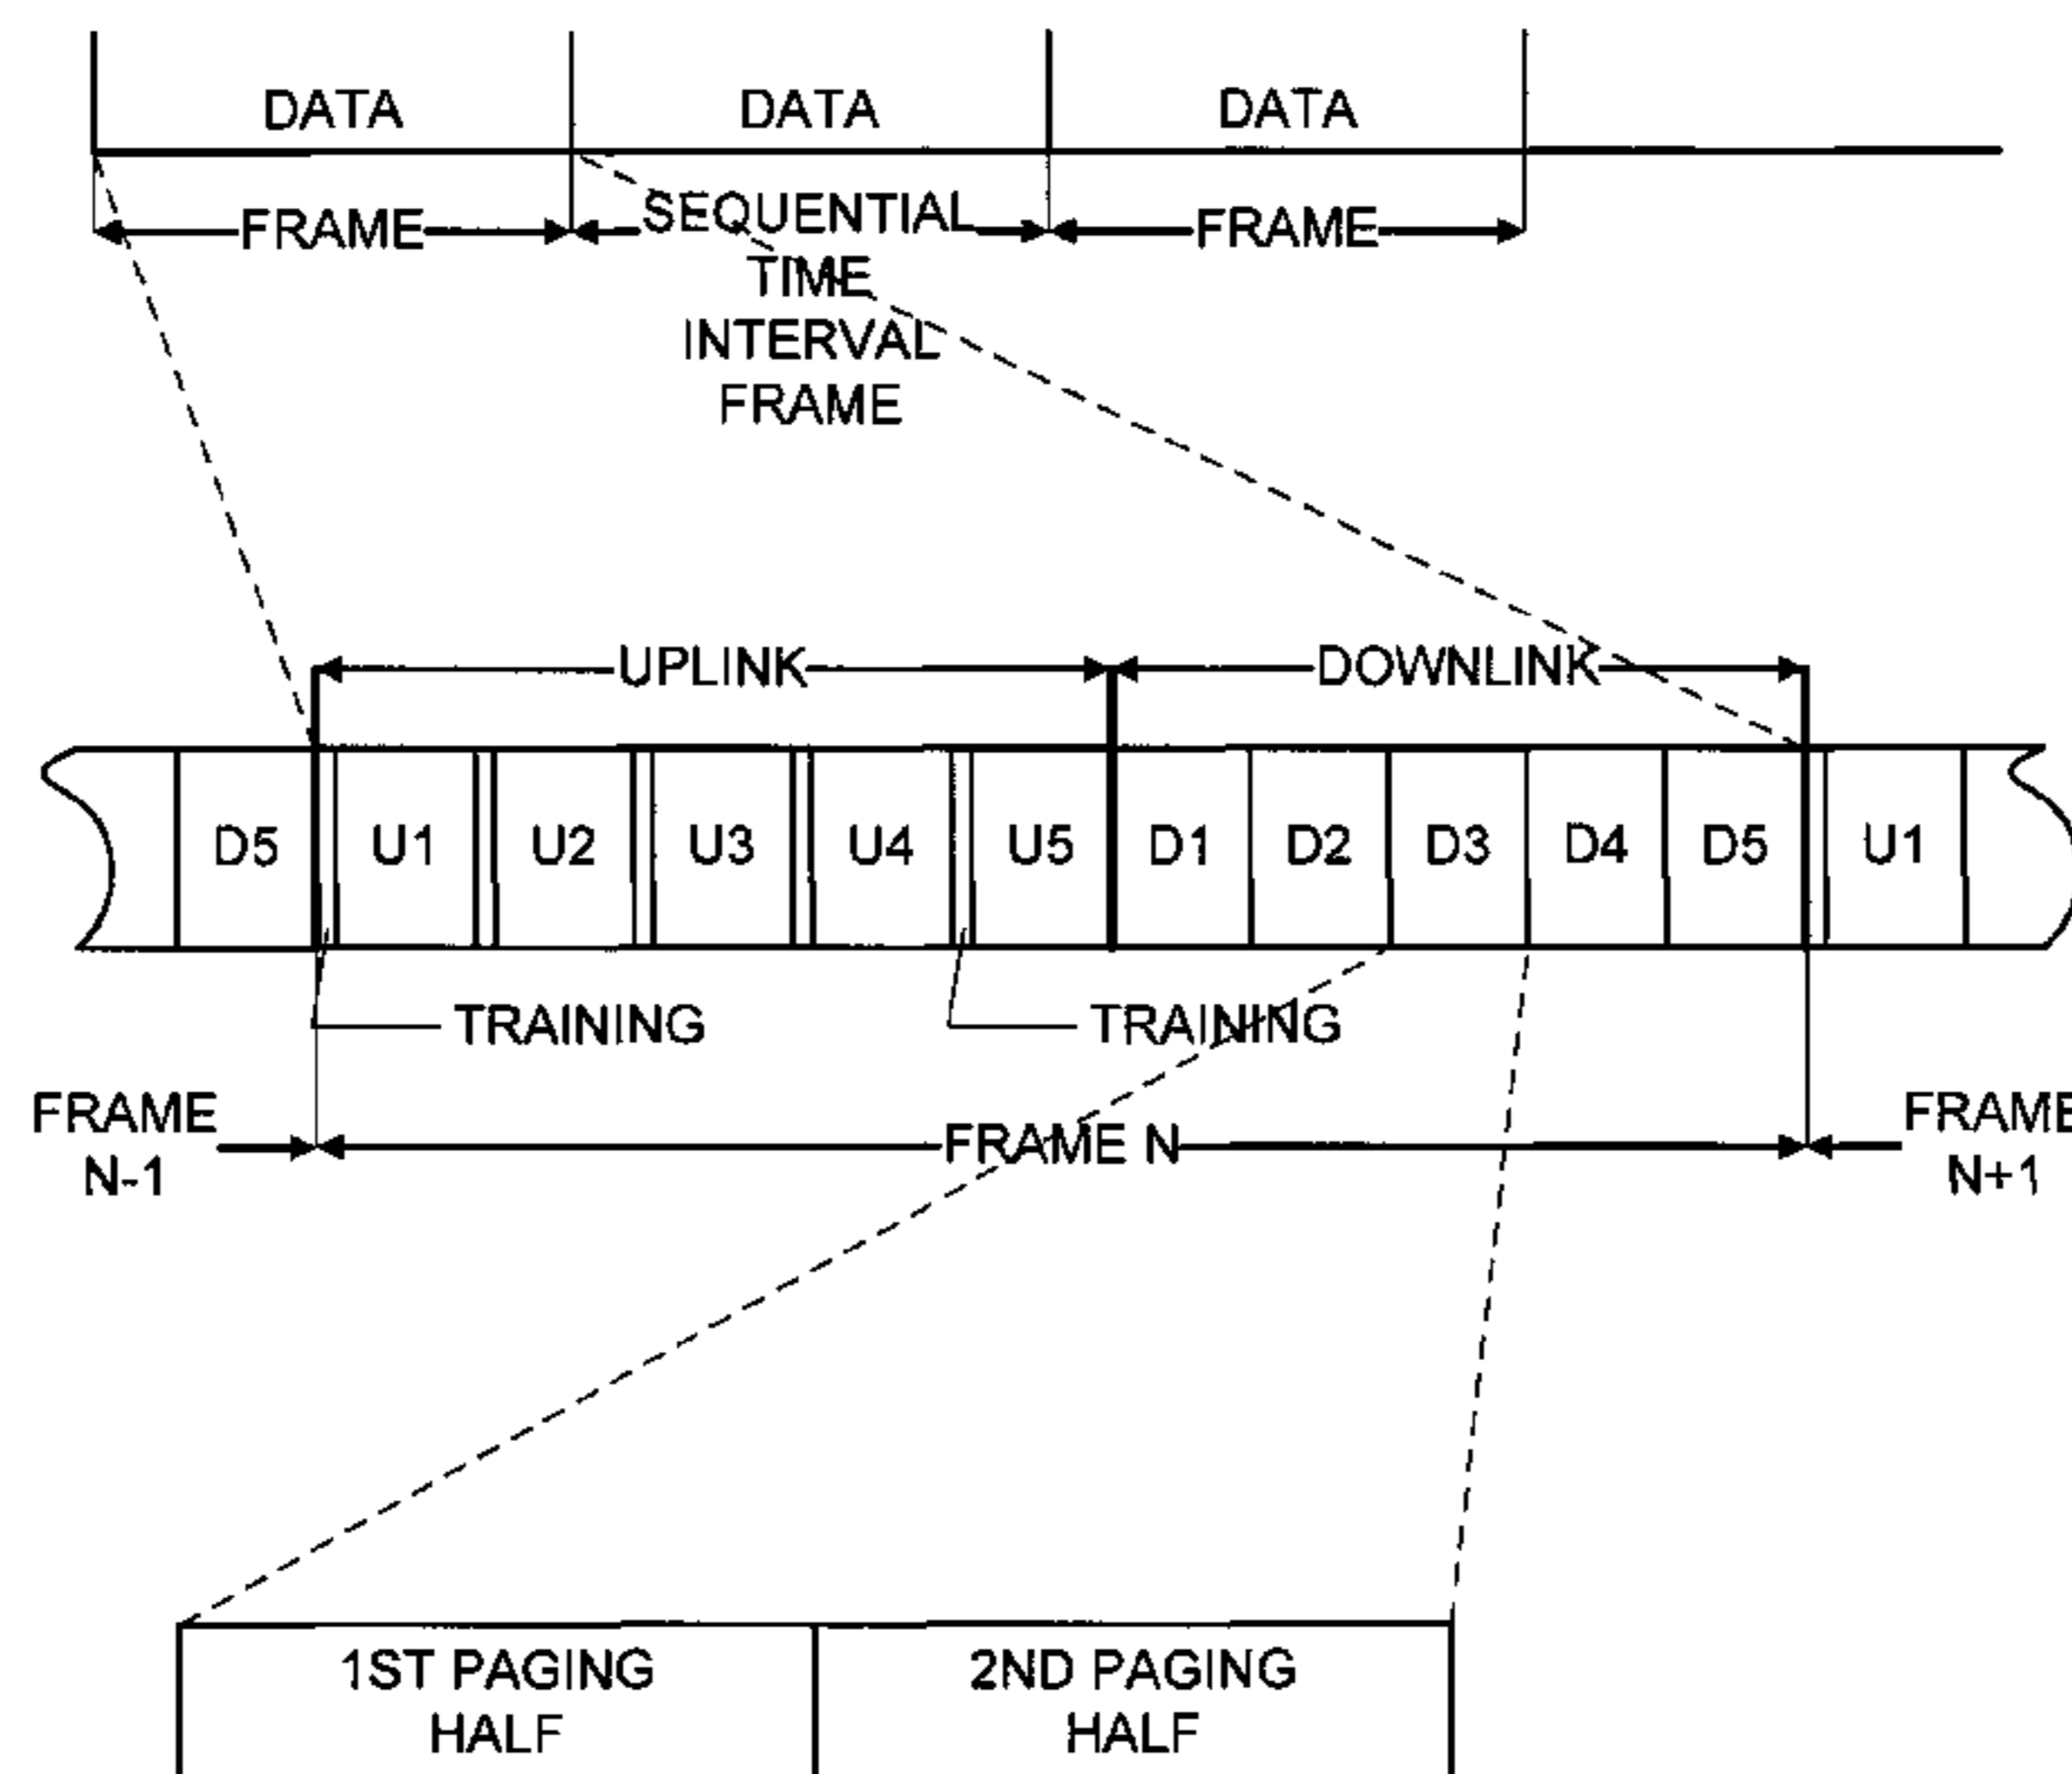 DATA DATA DATA
FRAME SEQUENTIAL TIME INTERVAL FRAME FRAME
UPLINK DOWNLINK
D5 U1 U2 U3 U4 U5 D1 D2 D3 D4 D5 U1
TRAINING TRAINING
FRAME N-1 FRAME N FRAME N+1
1ST PAGING HALF 2ND PAGING HALF